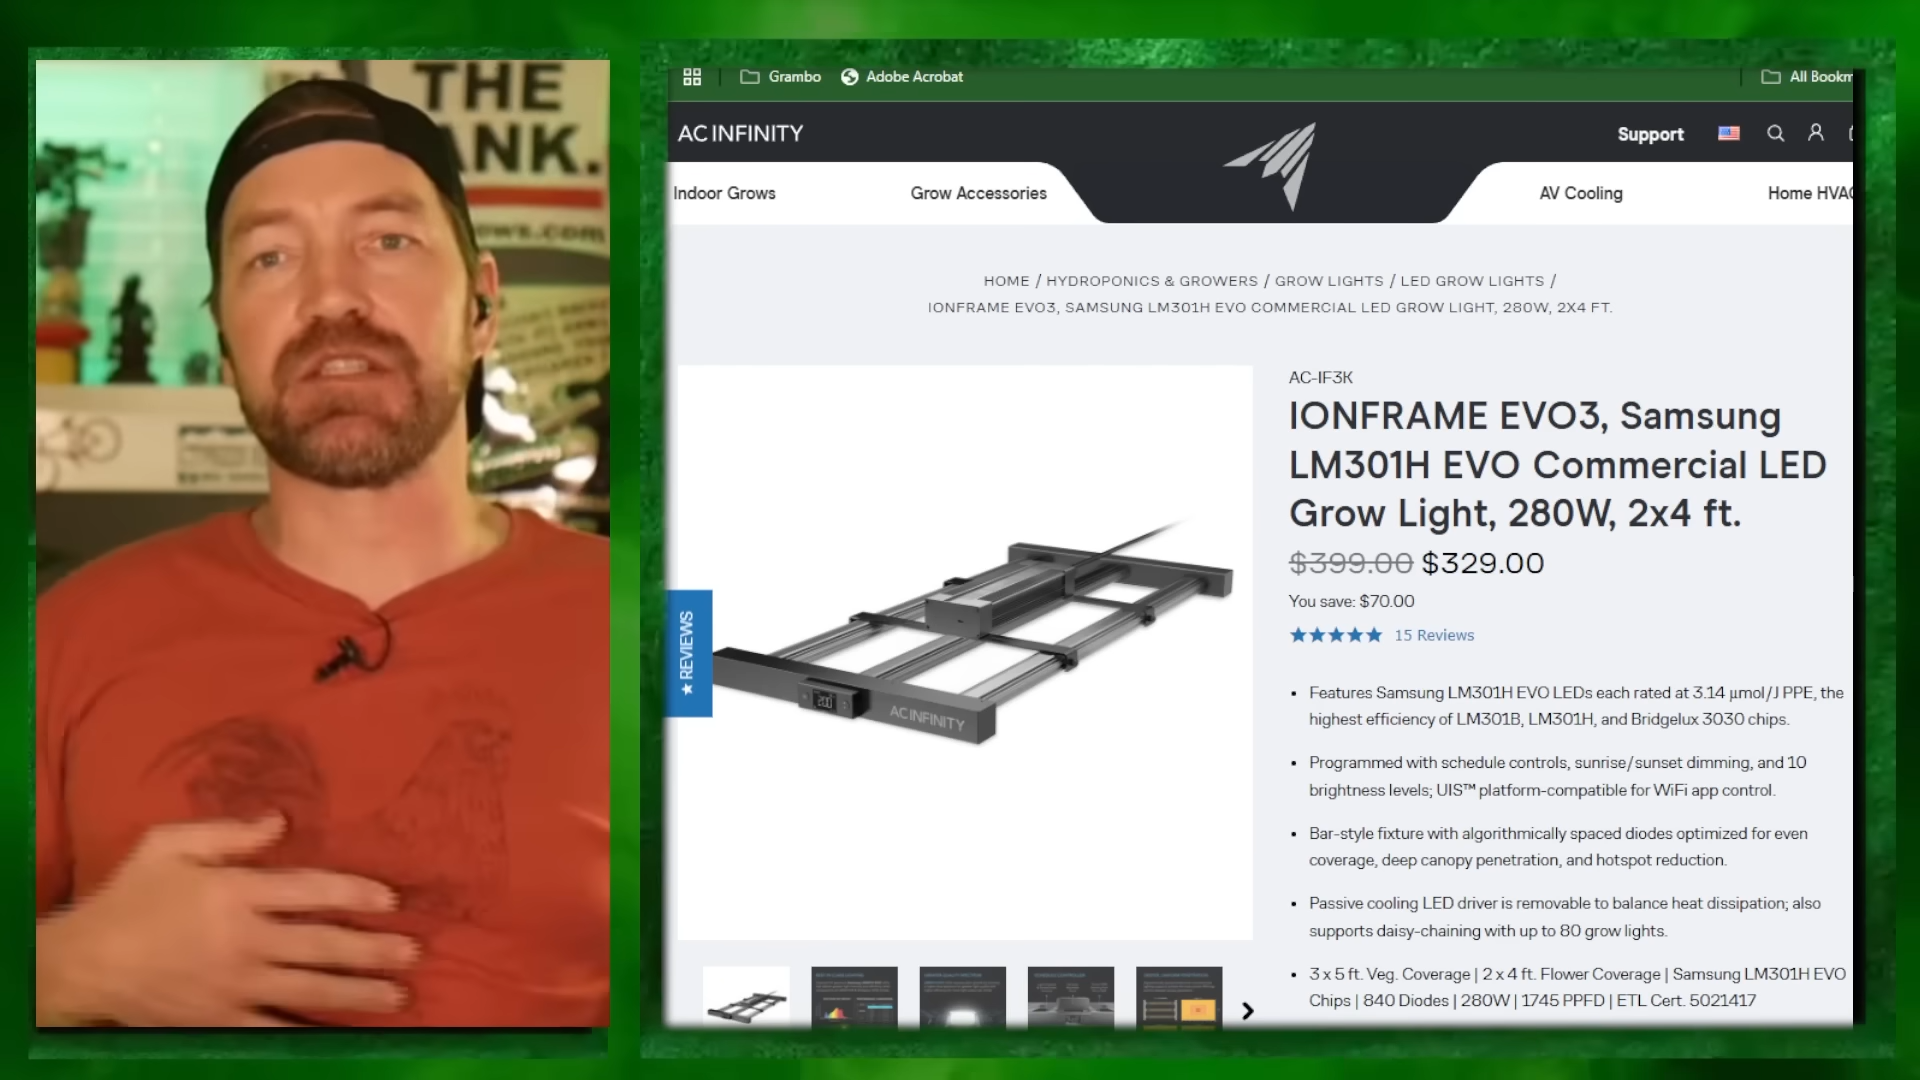 THE
ANK.
ows.com
Grambo
Adobe Acrobat
All Bookm
AC INFINITY
Support
Indoor Grows
Grow Accessories
AV Cooling
Home HVAC
HOME / HYDROPONICS & GROWERS / GROW LIGHTS / LED GROW LIGHTS /
IONFRAME EVO3, SAMSUNG LM301H EVO COMMERCIAL LED GROW LIGHT, 280W, 2X4 FT.
★ REVIEWS
AC INFINITY
AC-IF3K
IONFRAME EVO3, Samsung
LM301H EVO Commercial LED
Grow Light, 280W, 2x4 ft.
$399.00 $329.00
You save: $70.00
★★★★★ 15 Reviews
• Features Samsung LM301H EVO LEDs each rated at 3.14 μmol/J PPE, the
highest efficiency of LM301B, LM301H, and Bridgelux 3030 chips.
• Programmed with schedule controls, sunrise/sunset dimming, and 10
brightness levels; UIS™ platform-compatible for WiFi app control.
• Bar-style fixture with algorithmically spaced diodes optimized for even
coverage, deep canopy penetration, and hotspot reduction.
• Passive cooling LED driver is removable to balance heat dissipation; also
supports daisy-chaining with up to 80 grow lights.
• 3 x 5 ft. Veg. Coverage | 2 x 4 ft. Flower Coverage | Samsung LM301H EVO
Chips | 840 Diodes | 280W | 1745 PPFD | ETL Cert. 5021417